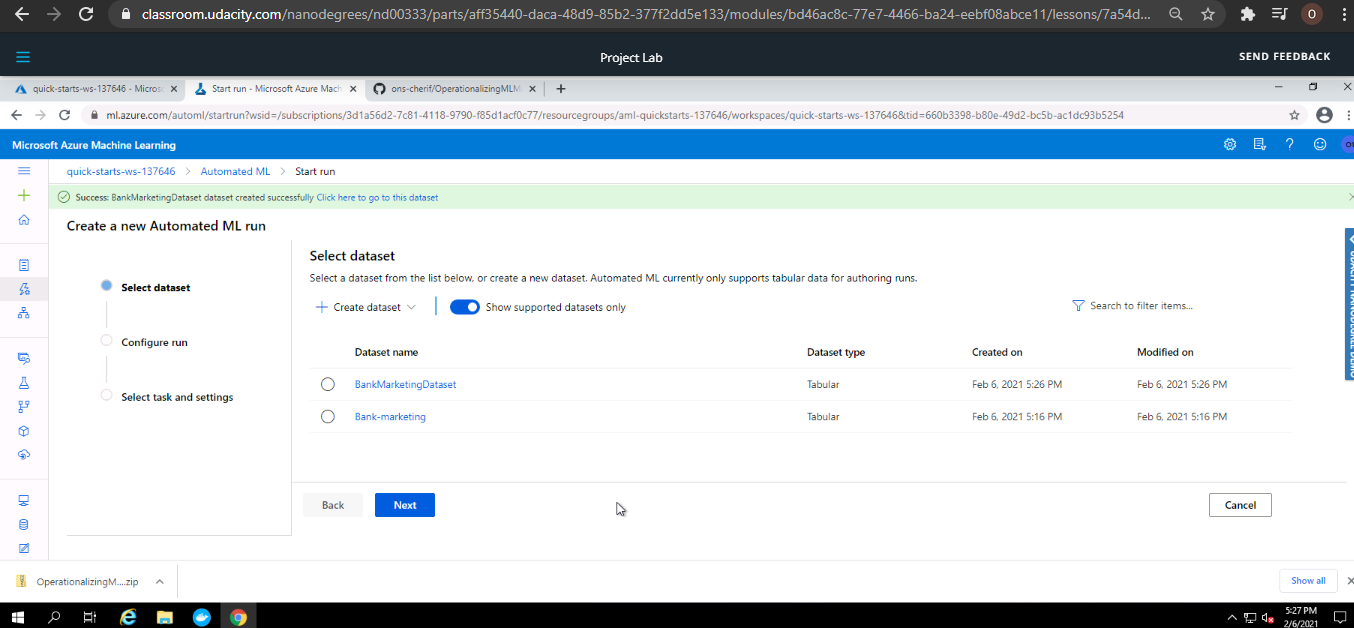 classroom.udacity.com/nanodegrees/nd00333/parts/aff35440-daca-48d9-85b2-377f2dd5e133/modules/bd46ac8c-77e7-4466-ba24-eebf08abce11/lessons/7a54d...
O
Project Lab
SEND FEEDBACK
quick-starts-ws-137646 - Micros
Start run - Microsoft Azure Mach
ons-cherif/OperationalizingMLM
ml.azure.com/automl/startrun?wsid=/subscriptions/3d1a56d2-7c81-4118-9790-f85d1acf0c77/resourcegroups/aml-quickstarts-137646/workspaces/quick-starts-ws-137646&tid=660b3398-b80e-49d2-bc5b-ac1dc93b5254
Microsoft Azure Machine Learning
quick-starts-ws-137646 > Automated ML > Start run
Success: BankMarketingDataset dataset created successfully Click here to go to this dataset
Create a new Automated ML run
Select dataset
Configure run
Select task and settings
Select dataset
Select a dataset from the list below, or create a new dataset. Automated ML currently only supports tabular data for authoring runs.
Create dataset
Show supported datasets only
Search to filter items...
Dataset name Dataset type Created on Modified on
BankMarketingDataset Tabular Feb 6, 2021 5:26 PM Feb 6, 2021 5:26 PM
Bank-marketing Tabular Feb 6, 2021 5:16 PM Feb 6, 2021 5:16 PM
Back
Next
Cancel
OperationalizingM....zip
Show all
5:27 PM
2/6/2021